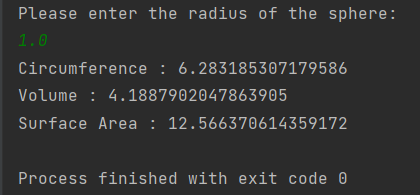 Please enter the radius of the sphere:
1.0
Circumference : 6.283185307179586
Volume : 4.1887902047863905
Surface Area : 12.566370614359172
Process finished with exit code 0